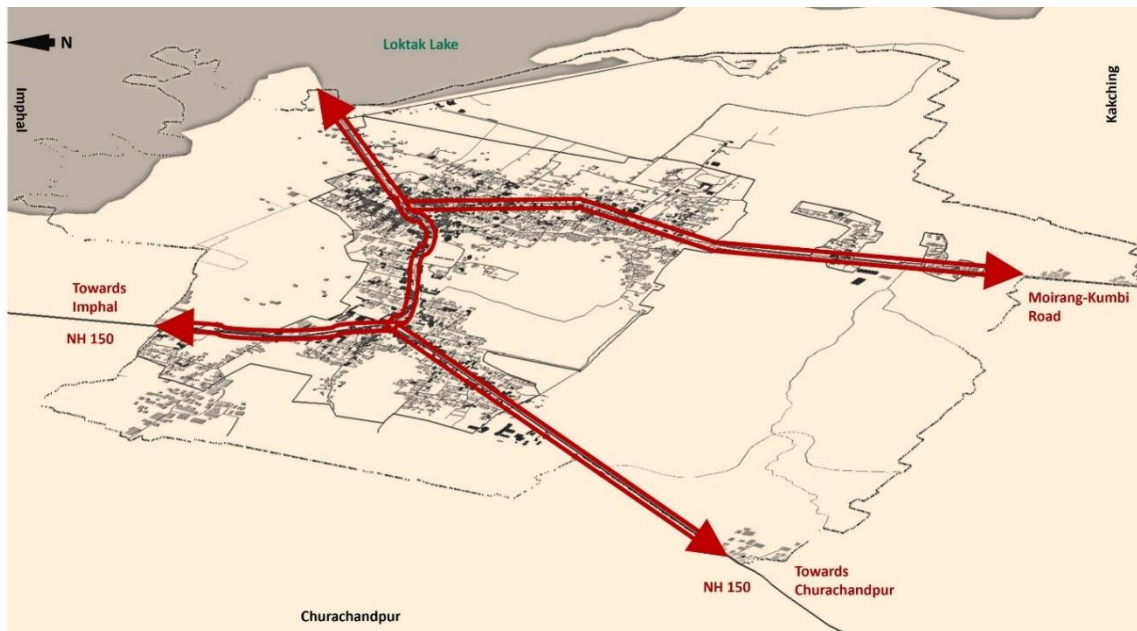 N
Loktak Lake
Imphal
Kakching
Towards
Imphal
NH 150
Moirang-Kumbi
Road
NH 150
Towards
Churachandpur
Churachandpur